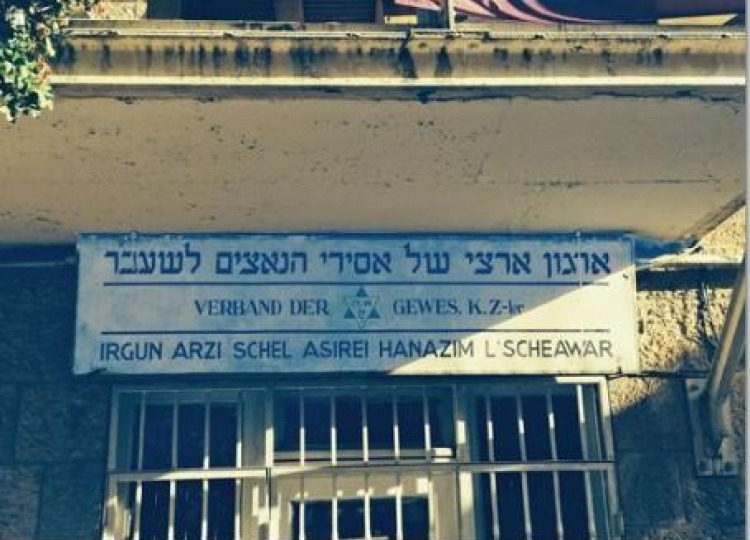 ארגון ארצי של אסירי הנאצים לשעבר
VERBAND DER GEWES. K.Z-ler
IRGUN ARZI SCHEL ASIREI HANAZIM L'SCHEAWAR